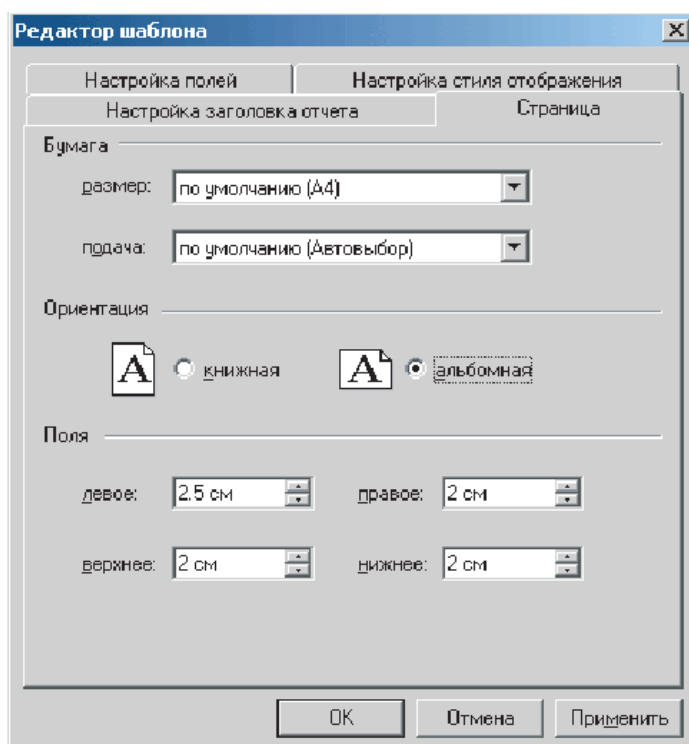 Редактор шаблона
Настройка полей Настройка стиля отображения
Настройка заголовка отчета Страница
Бумага
размер: по умолчанию (A4)
подача: по умолчанию (Автовыбор)
Ориентация
A книжная A альбомная
Поля
левое: 2.5 см правое: 2 см
верхнее: 2 см нижнее: 2 см
OK Отмена Применить